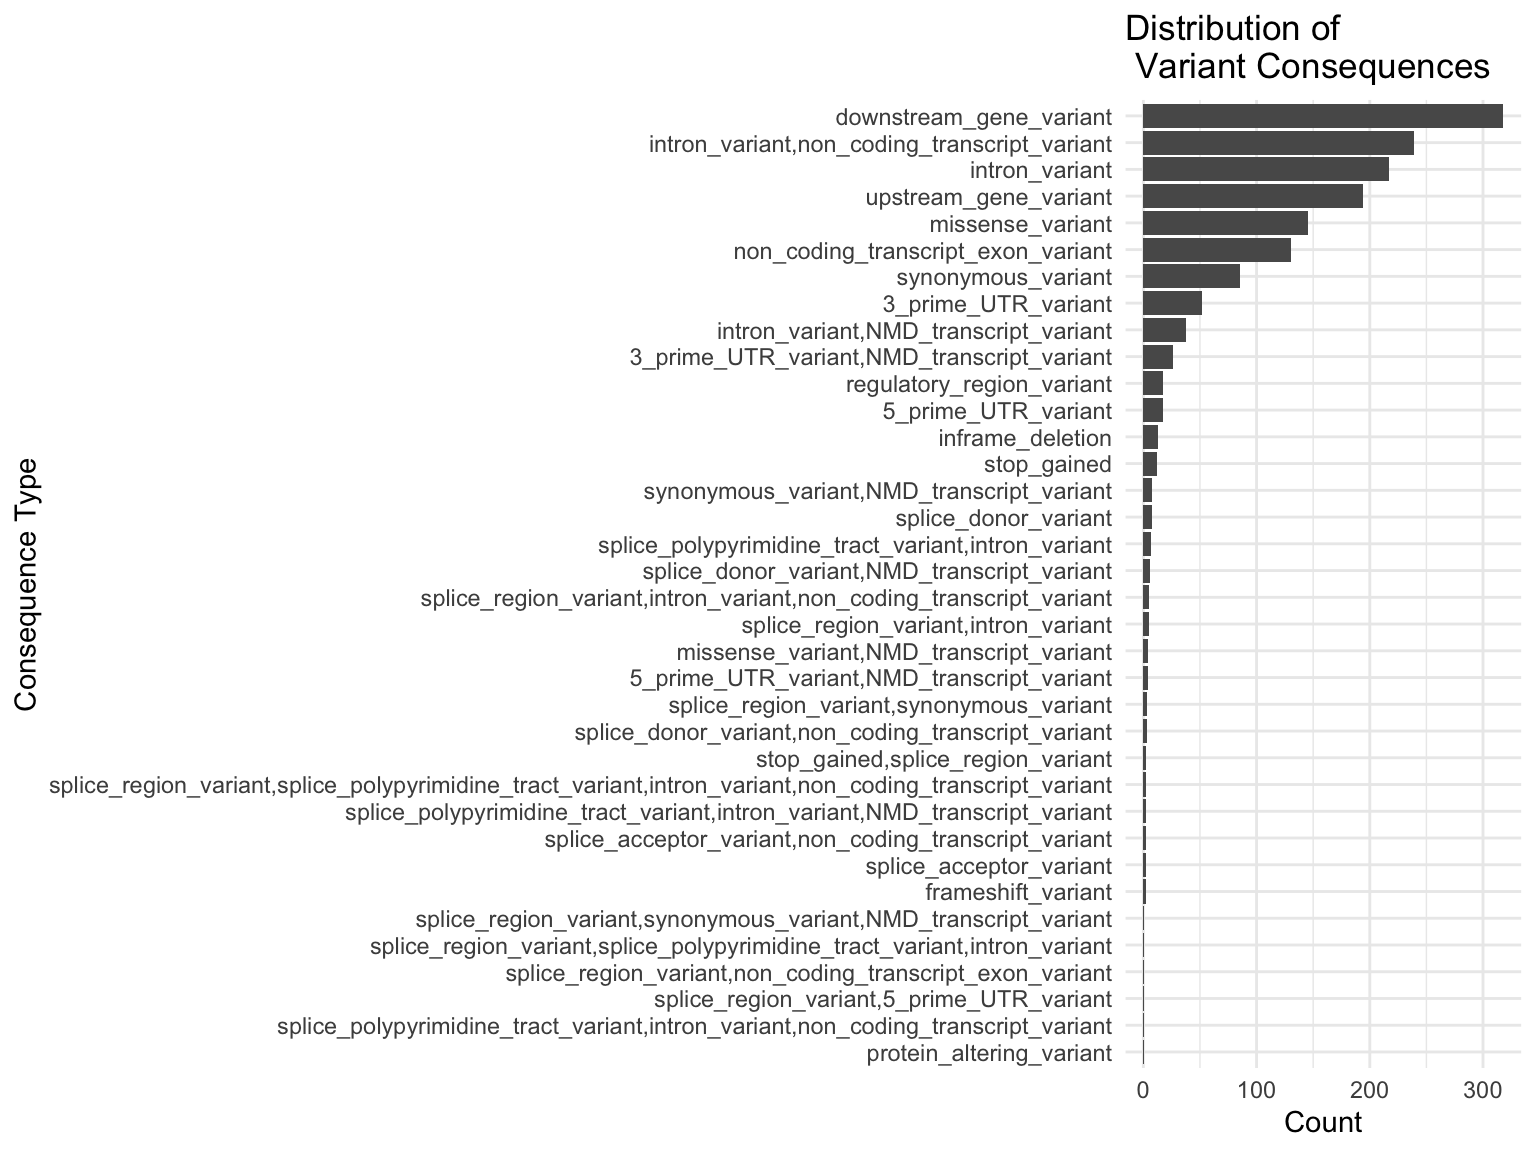 Distribution of
Variant Consequences
downstream_gene_variant
intron_variant,non_coding_transcript_variant
intron_variant
upstream_gene_variant
missense_variant
non_coding_transcript_exon_variant
synonymous_variant
3_prime_UTR_variant
intron_variant,NMD_transcript_variant
3_prime_UTR_variant,NMD_transcript_variant
regulatory_region_variant
5_prime_UTR_variant
inframe_deletion
stop_gained
synonymous_variant,NMD_transcript_variant
splice_donor_variant
splice_polypyrimidine_tract_variant,intron_variant
splice_donor_variant,NMD_transcript_variant
splice_region_variant,intron_variant,non_coding_transcript_variant
splice_region_variant,intron_variant
missense_variant,NMD_transcript_variant
5_prime_UTR_variant,NMD_transcript_variant
splice_region_variant,synonymous_variant
splice_donor_variant,non_coding_transcript_variant
stop_gained,splice_region_variant
splice_region_variant,splice_polypyrimidine_tract_variant,intron_variant,non_coding_transcript_variant
splice_polypyrimidine_tract_variant,intron_variant,NMD_transcript_variant
splice_acceptor_variant,non_coding_transcript_variant
splice_acceptor_variant
frameshift_variant
splice_region_variant,synonymous_variant,NMD_transcript_variant
splice_region_variant,splice_polypyrimidine_tract_variant,intron_variant
splice_region_variant,non_coding_transcript_exon_variant
splice_region_variant,5_prime_UTR_variant
splice_polypyrimidine_tract_variant,intron_variant,non_coding_transcript_variant
protein_altering_variant
Consequence Type
0 100 200 300
Count